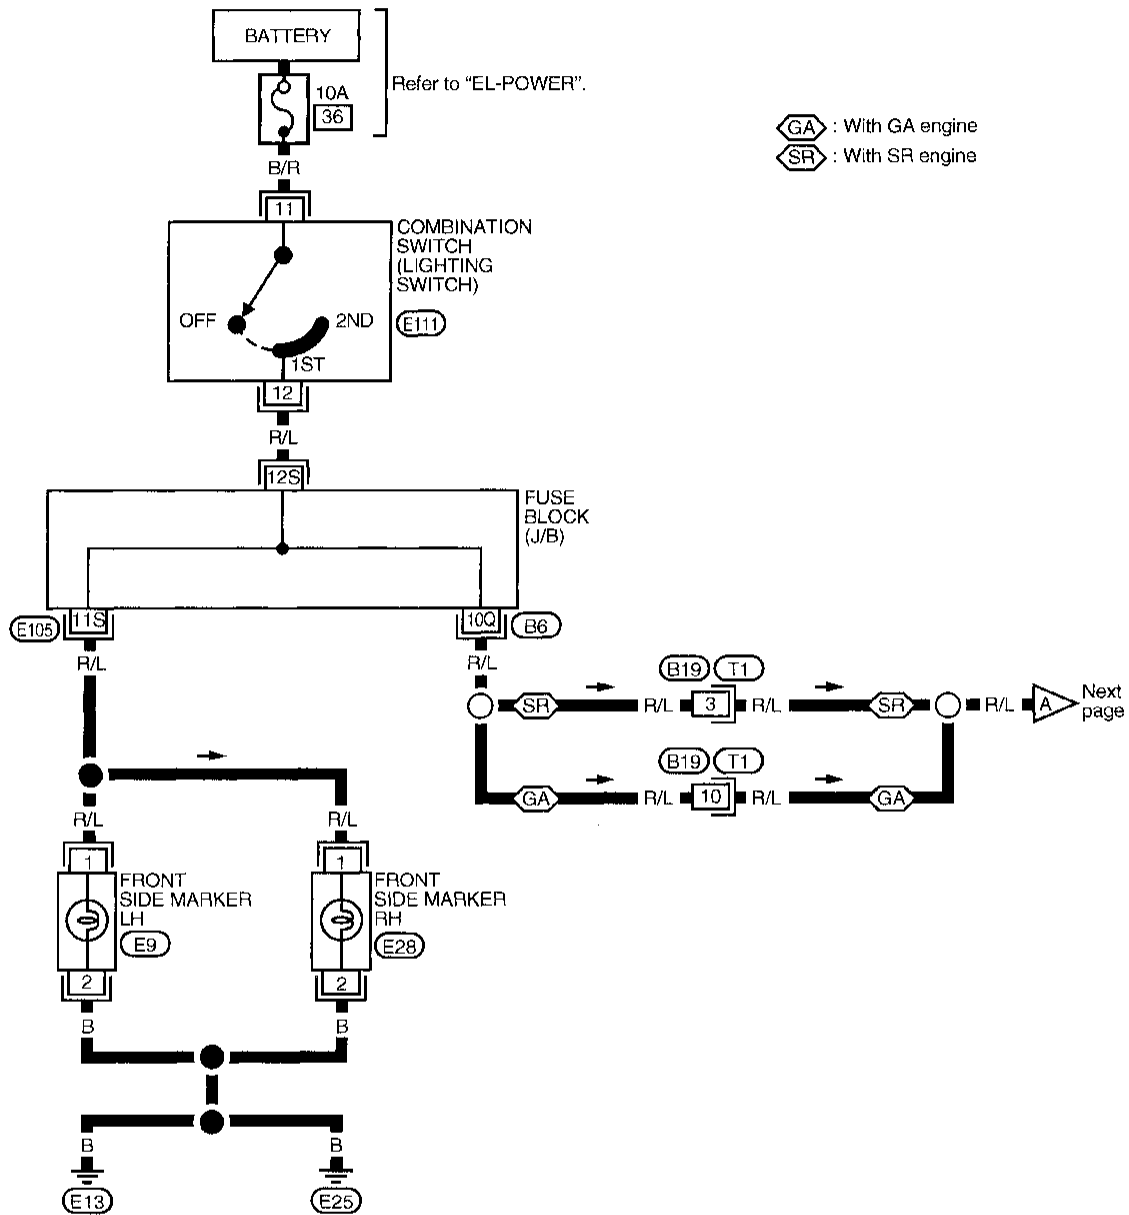 BATTERY
10A
36
Refer to "EL-POWER".
GA : With GA engine
SR : With SR engine
B/R
11
COMBINATION
SWITCH
(LIGHTING
SWITCH)
E111
OFF
2ND
1ST
12
R/L
12S
FUSE
BLOCK
(J/B)
E105
11S
10Q
B6
R/L
R/L
B19 T1
SR R/L 3 R/L SR R/L A
Next
page
B19 T1
GA R/L 10 R/L GA
R/L
R/L
1
1
FRONT
SIDE MARKER
LH
E9
FRONT
SIDE MARKER
RH
E28
2
2
B
B
B
B
E13
E25